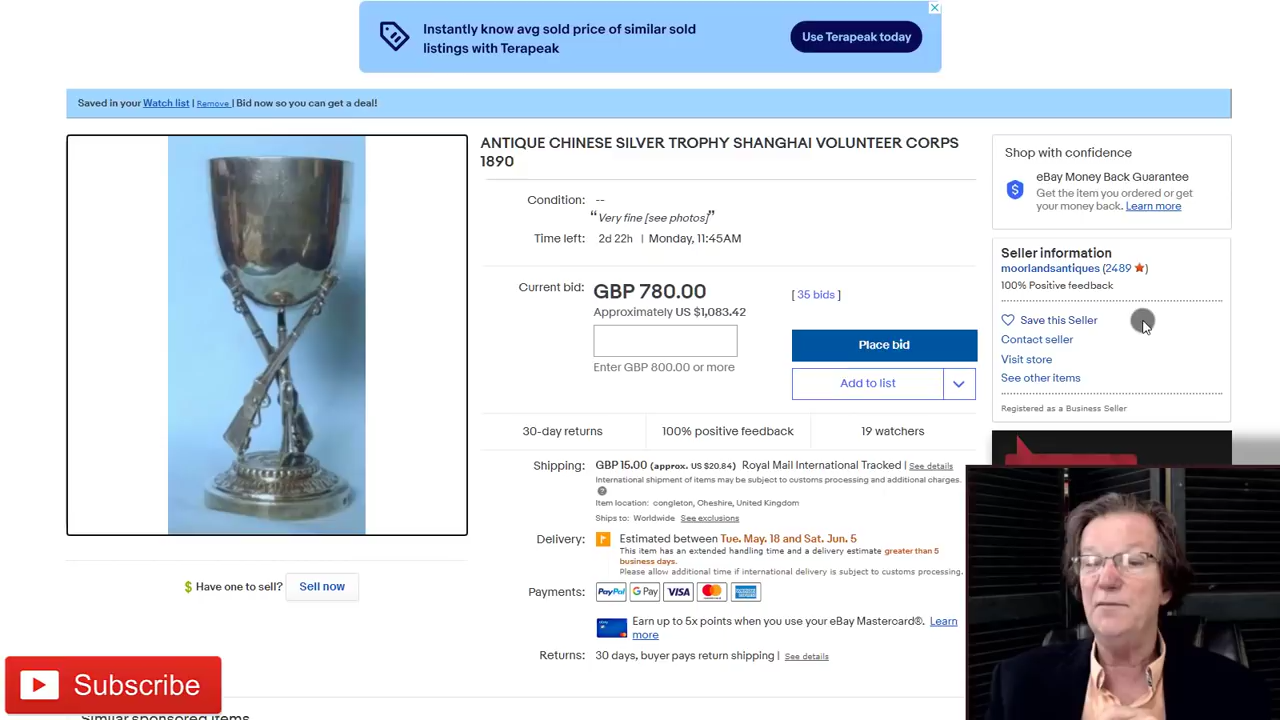 Instantly know avg sold price of similar sold
listings with Terapeak
Use Terapeak today
Saved in your Watch list | Remove | Bid now so you can get a deal!
ANTIQUE CHINESE SILVER TROPHY SHANGHAI VOLUNTEER CORPS
1890
Condition: --
“Very fine [see photos]”
Time left: 2d 22h | Monday, 11:45AM
Current bid: GBP 780.00 [ 35 bids ]
Approximately US $1,083.42
Place bid
Enter GBP 800.00 or more
Add to list
30-day returns 100% positive feedback 19 watchers
Shipping: GBP 15.00 (approx. US $20.84) Royal Mail International Tracked | See details
International shipment of items may be subject to customs processing and additional charges.
Item location: congleton, Cheshire, United Kingdom
Ships to: Worldwide See exclusions
Delivery: Estimated between Tue. May. 18 and Sat. Jun. 5
This item has an extended handling time and a delivery estimate greater than 5
business days.
Please allow additional time if international delivery is subject to customs processing.
Payments: PayPal G Pay VISA
Earn up to 5x points when you use your eBay Mastercard®. Learn
more
Returns: 30 days, buyer pays return shipping | See details
Shop with confidence
eBay Money Back Guarantee
Get the item you ordered or get
your money back. Learn more
Seller information
moorlandsantiques (2489 )
100% Positive feedback
Save this Seller
Contact seller
Visit store
See other items
Registered as a Business Seller
$ Have one to sell? Sell now
Subscribe
Similar sponsored items